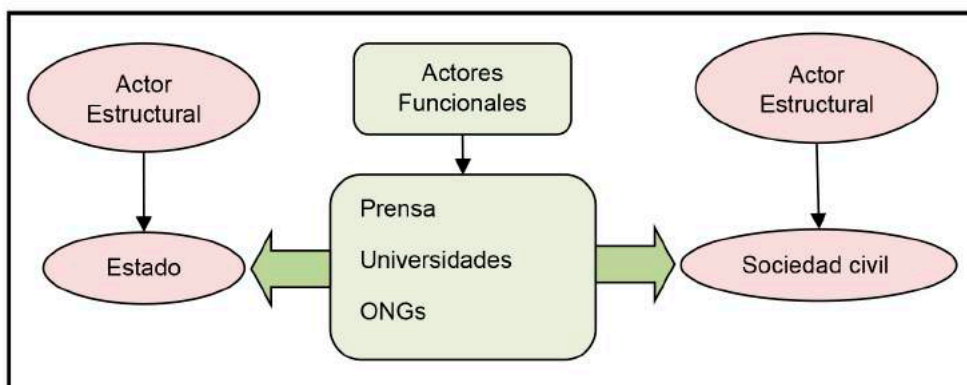 Actor
Estructural
Actores
Funcionales
Actor
Estructural
Prensa
Universidades
ONGs
Estado
Sociedad civil